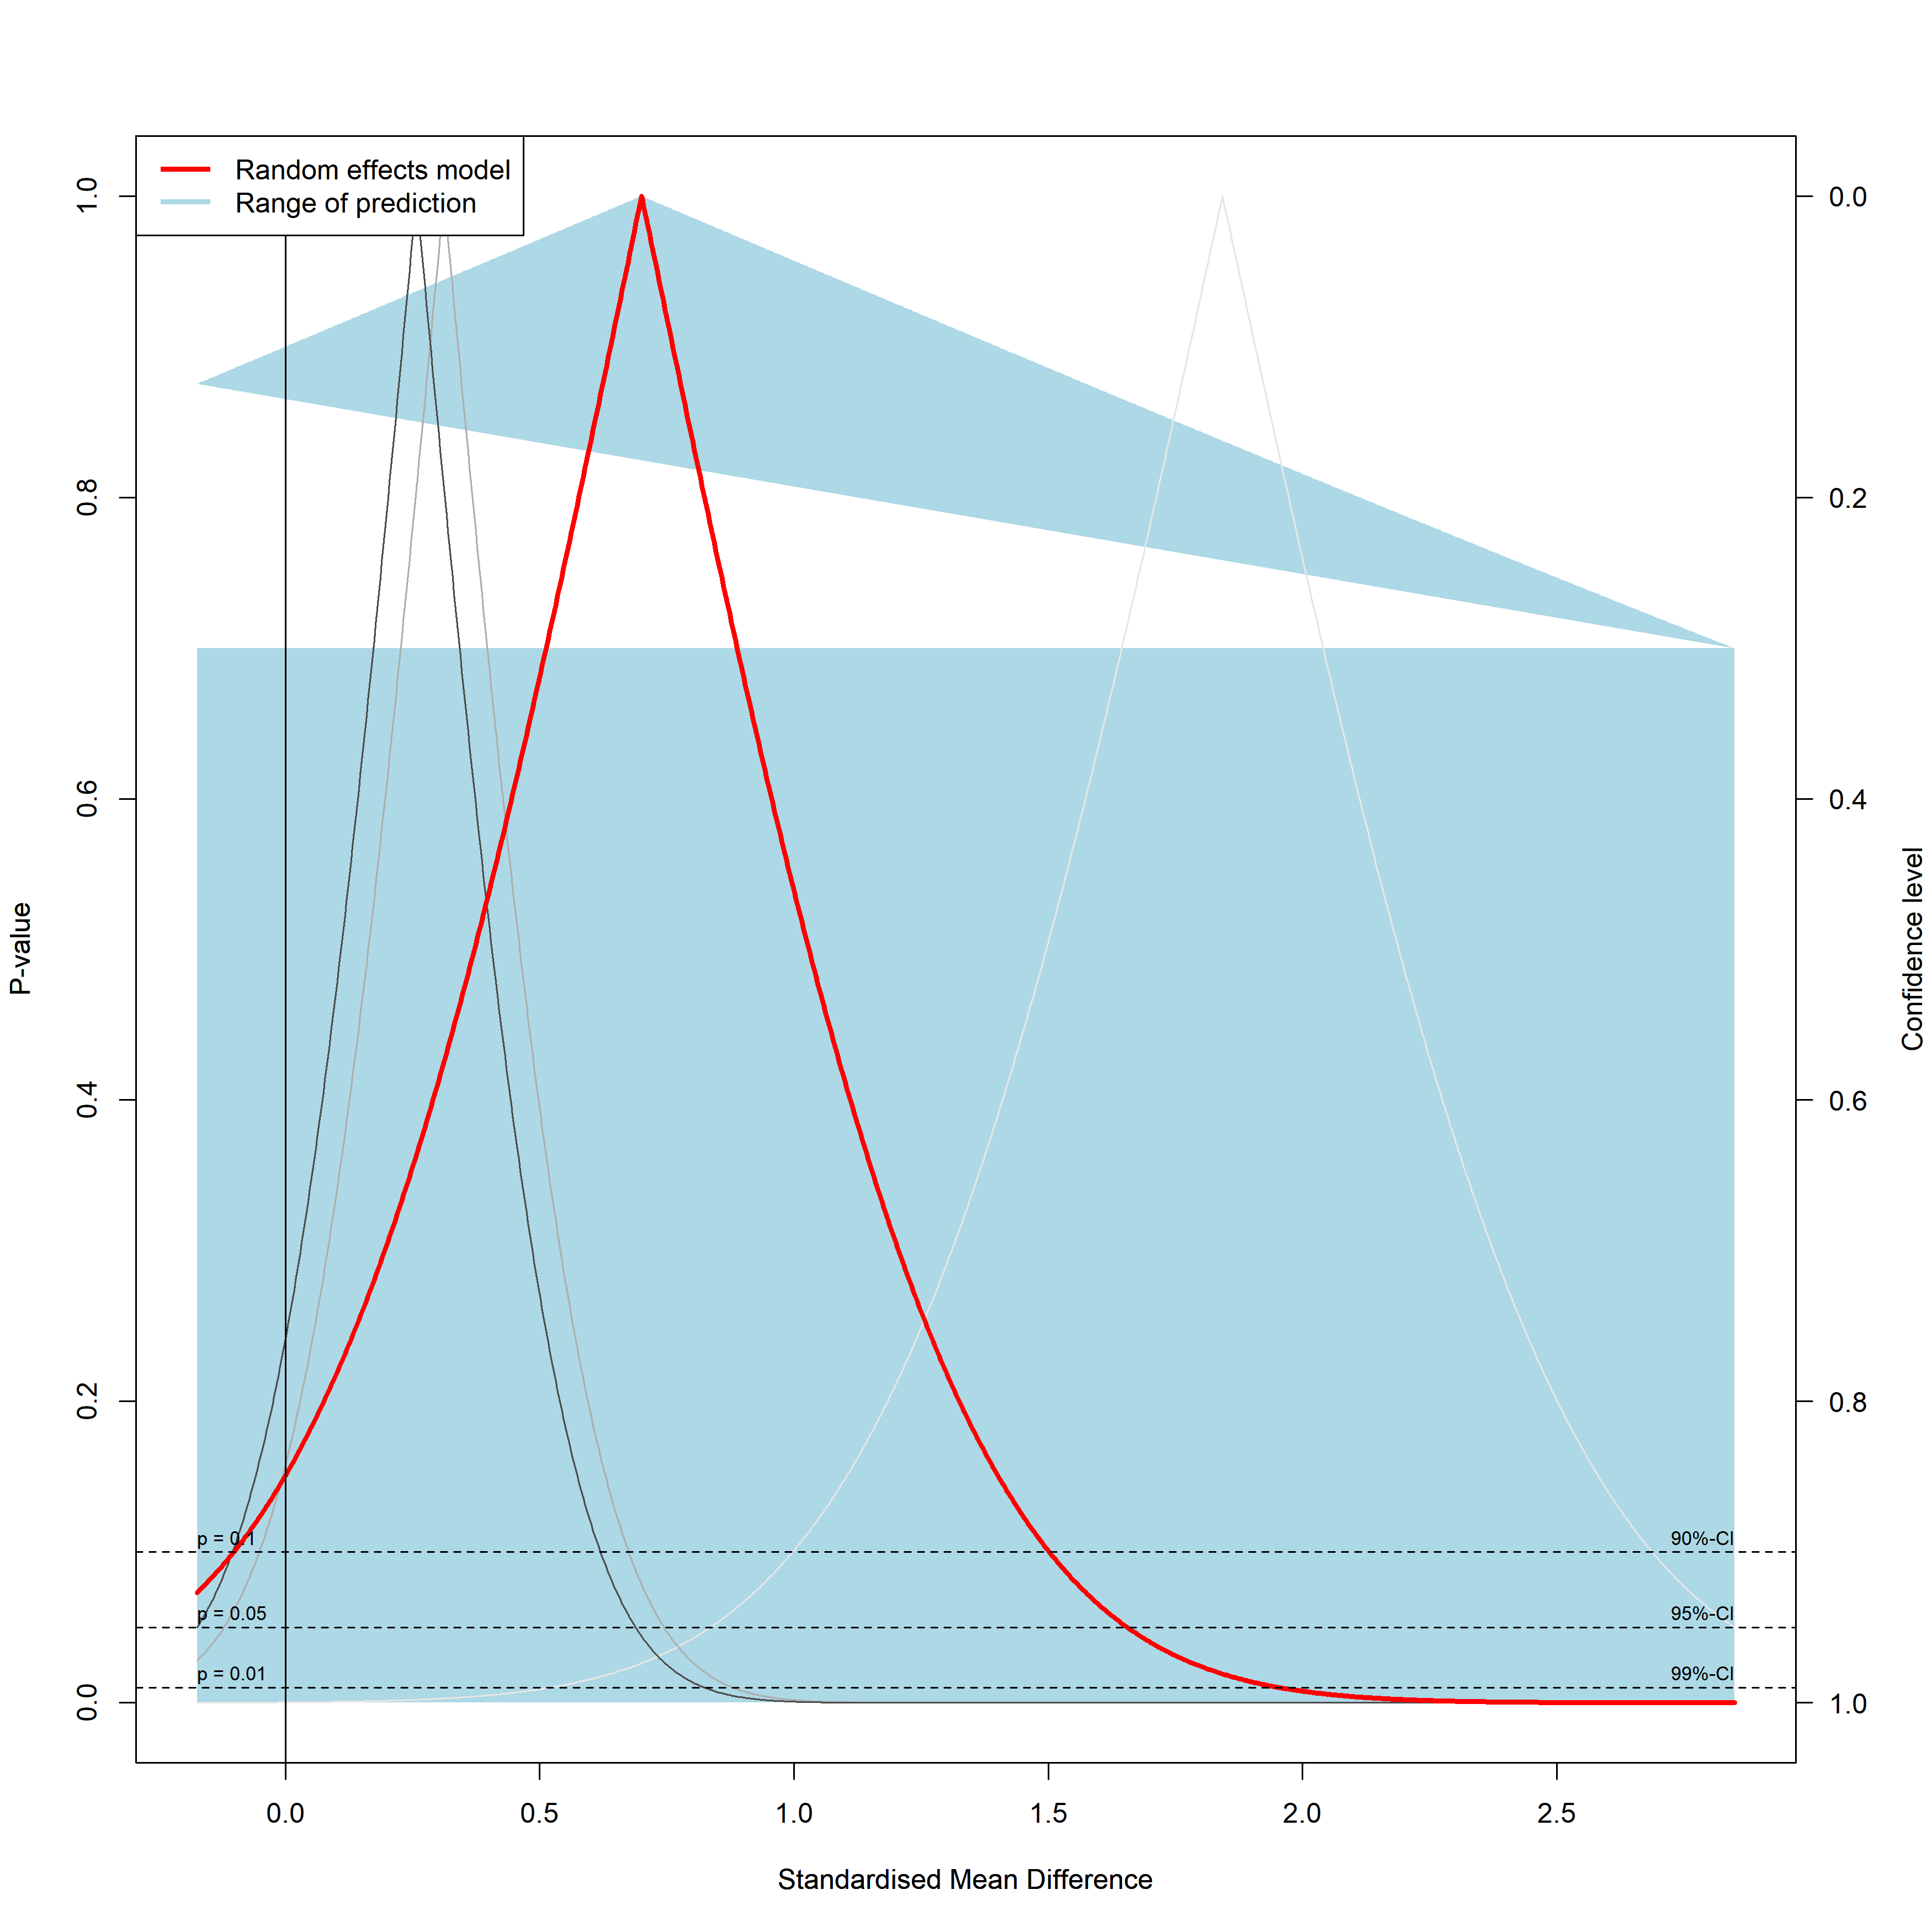 Random effects model
Range of prediction
1.0
0.8
0.6
0.4
0.2
0.0
P-value
0.0
0.2
0.4
0.6
0.8
1.0
Confidence level
p = 0.1
90%-CI
p = 0.05
95%-CI
p = 0.01
99%-CI
0.0
0.5
1.0
1.5
2.0
2.5
Standardised Mean Difference